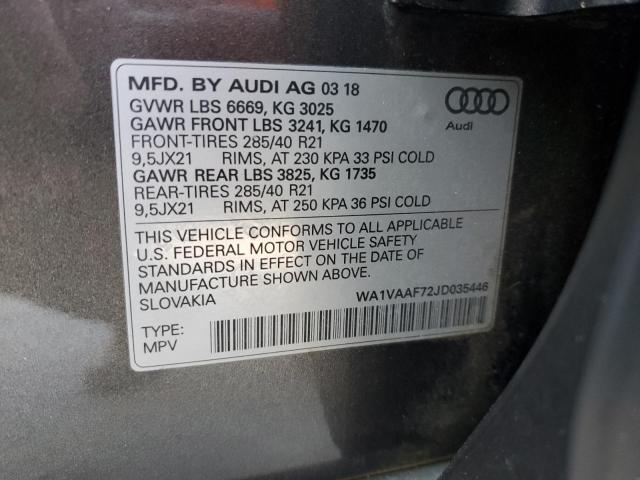 MFD. BY AUDI AG 03 18
GVWR LBS 6669, KG 3025
GAWR FRONT LBS 3241, KG 1470
FRONT-TIRES 285/40 R21
9,5JX21 RIMS, AT 230 KPA 33 PSI COLD
GAWR REAR LBS 3825, KG 1735
REAR-TIRES 285/40 R21
9,5JX21 RIMS, AT 250 KPA 36 PSI COLD
Audi
THIS VEHICLE CONFORMS TO ALL APPLICABLE
U.S. FEDERAL MOTOR VEHICLE SAFETY
STANDARDS IN EFFECT ON THE DATE OF
MANUFACTURE SHOWN ABOVE.
SLOVAKIA
WA1VAAF72JD035446
TYPE:
MPV